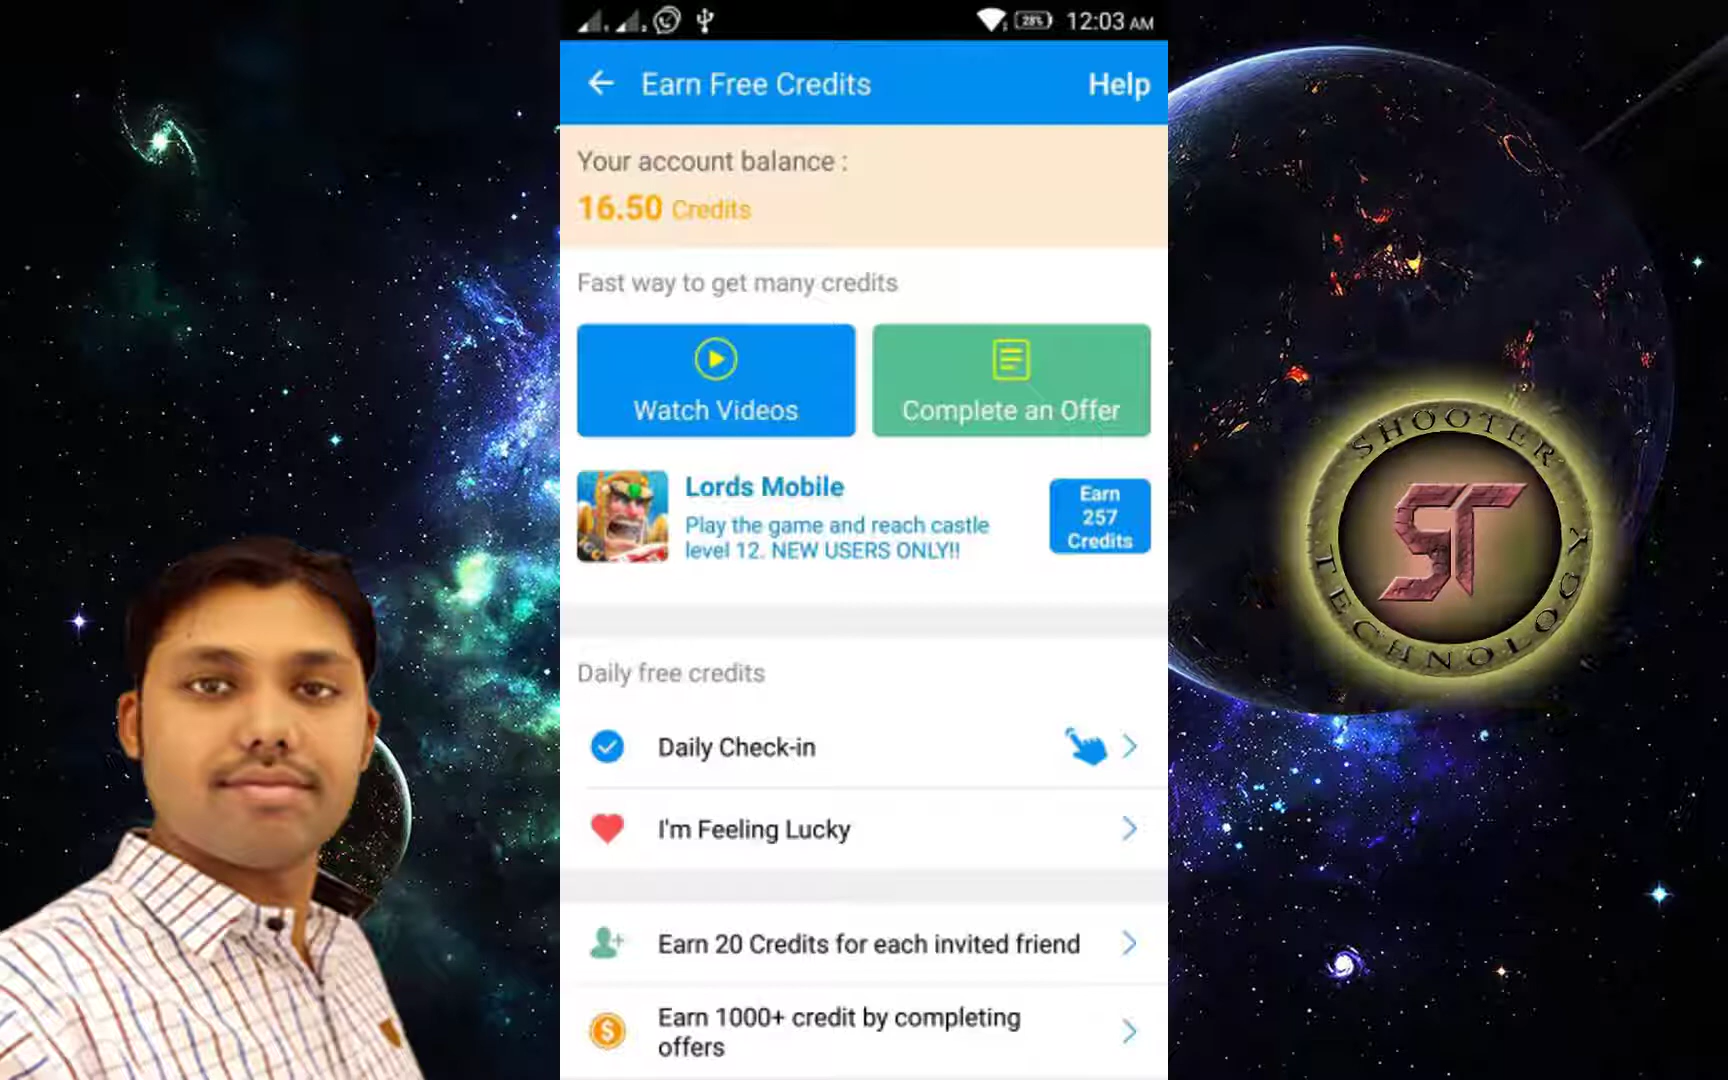 28%
12:03 AM
Earn Free Credits
Help
Your account balance :
16.50 Credits
Fast way to get many credits
Watch Videos
Complete an Offer
Lords Mobile
Play the game and reach castle
level 12. NEW USERS ONLY!!
Earn
257
Credits
Daily free credits
Daily Check-in
I'm Feeling Lucky
Earn 20 Credits for each invited friend
Earn 1000+ credit by completing
offers
SHOOTER
ST
TECHNOLOGY